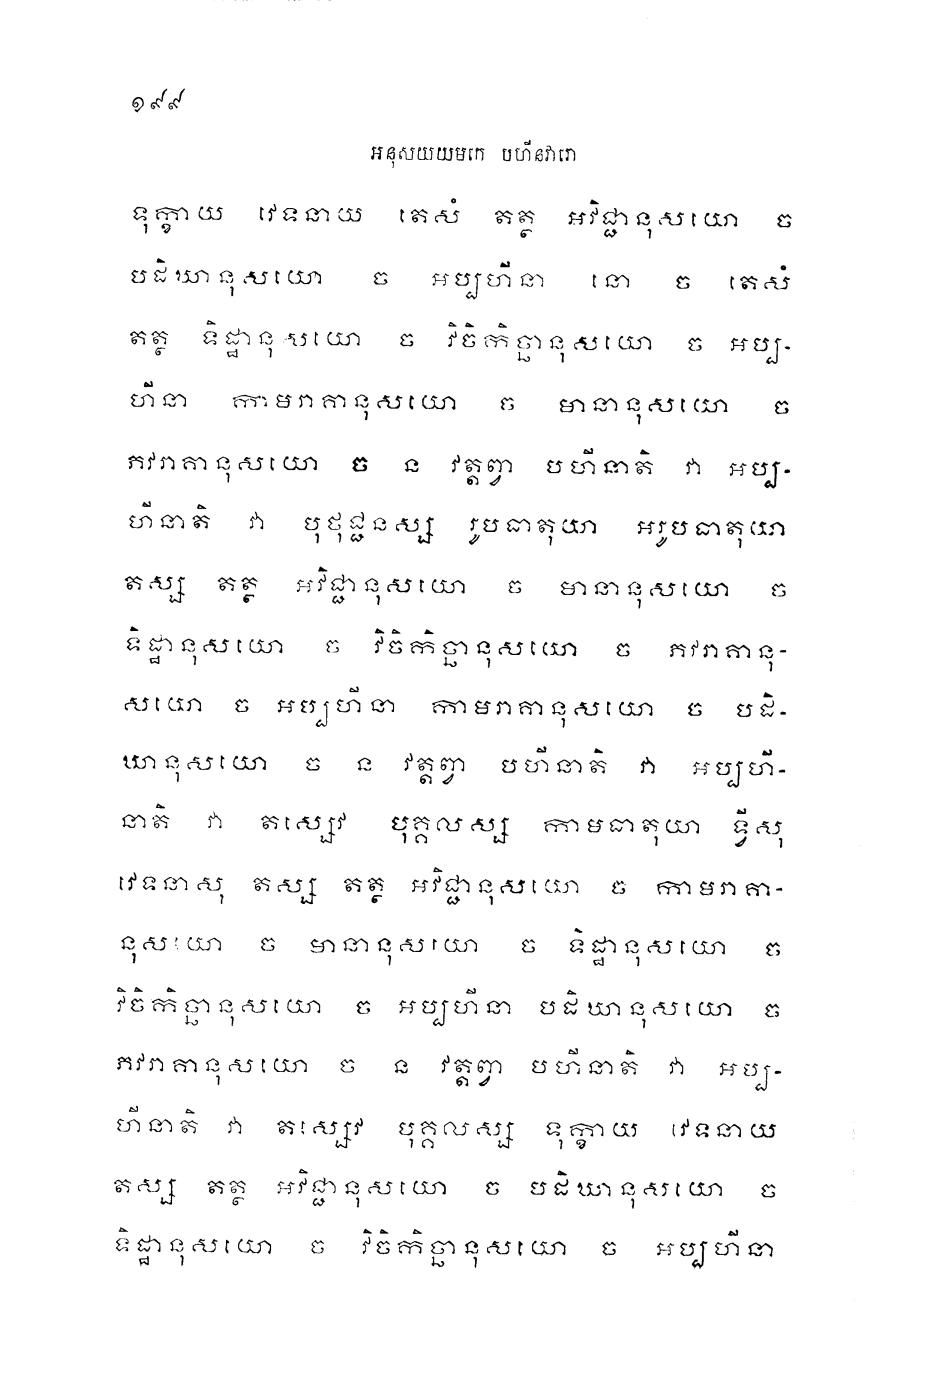 ១៩៩
អនុសយយមកេ បហីនវារោ
ទុក្ខាយ វេទនាយ តេសំ តត្ថ អវិជ្ជានុសយោ ច
បដិឃានុសយោ ច អប្បហីនា នោ ច តេសំ
តត្ថ ទិដ្ឋានុសយោ ច វិចិកិច្ឆានុសយោ ច អប្ប-
ហីនា កាមរាគានុសយោ ច មានានុសយោ ច
ភវរាគានុសយោ ច ន វត្តព្វា បហីនាតិ វា អប្ប-
ហីនាតិ វា បុថុជ្ជនស្ស រូបធាតុយា អរូបធាតុយា
តស្ស តត្ថ អវិជ្ជានុសយោ ច មានានុសយោ ច
ទិដ្ឋានុសយោ ច វិចិកិច្ឆានុសយោ ច ភវរាគានុ-
សយោ ច អប្បហីនា កាមរាគានុសយោ ច បដិ-
ឃានុសយោ ច ន វត្តព្វា បហីនាតិ វា អប្បហី-
នាតិ វា តស្សេវ បុគ្គលស្ស កាមធាតុយា ទ្វីសុ
វេទនាសុ តស្ស តត្ថ អវិជ្ជានុសយោ ច កាមរាគា-
នុសយោ ច មានានុសយោ ច ទិដ្ឋានុសយោ ច
វិចិកិច្ឆានុសយោ ច អប្បហីនា បដិឃានុសយោ ច
ភវរាគានុសយោ ច ន វត្តព្វា បហីនាតិ វា អប្ប-
ហីនាតិ វា តស្សេវ បុគ្គលស្ស ទុក្ខាយ វេទនាយ
តស្ស តត្ថ អវិជ្ជានុសយោ ច បដិឃានុសយោ ច
ទិដ្ឋានុសយោ ច វិចិកិច្ឆានុសយោ ច អប្បហីនា